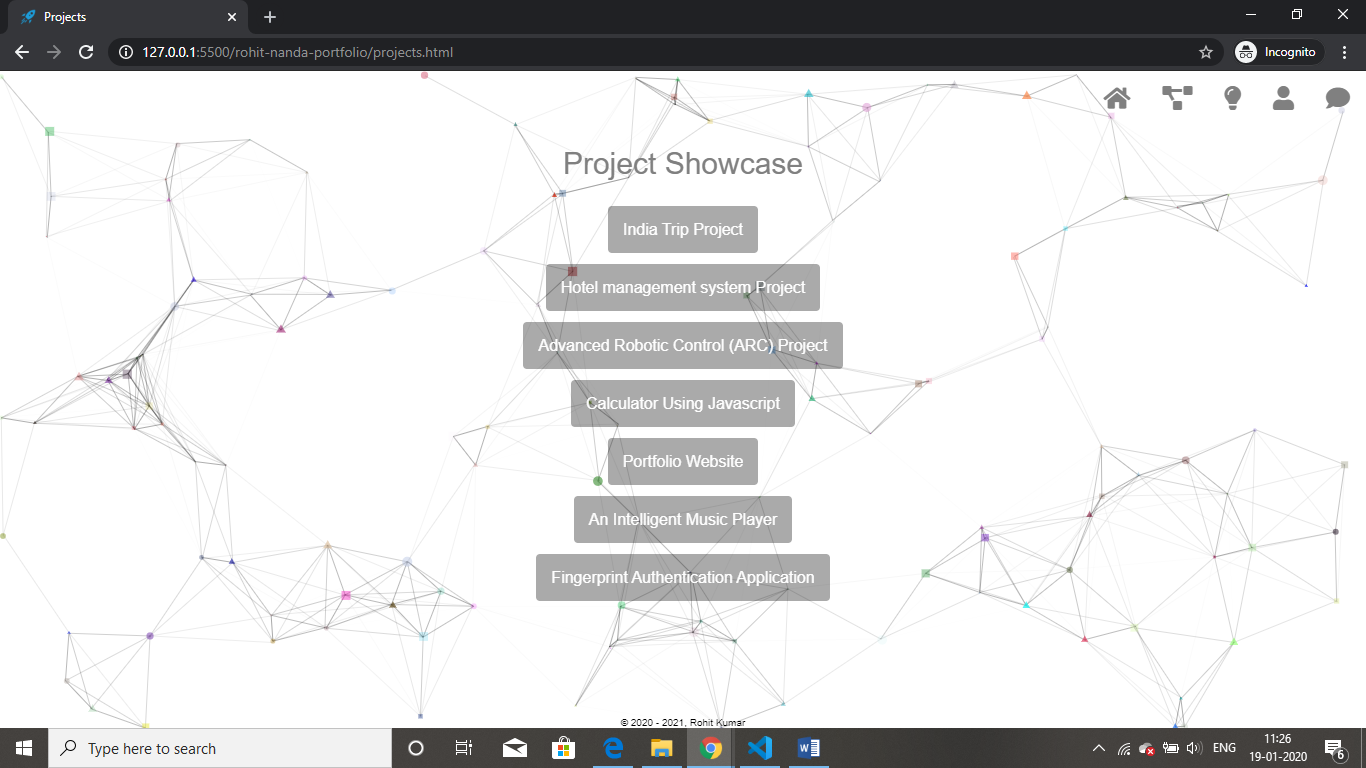 Projects
127.0.0.1:5500/rohit-nanda-portfolio/projects.html
Incognito
Project Showcase
India Trip Project
Hotel management system Project
Advanced Robotic Control (ARC) Project
Calculator Using Javascript
Portfolio Website
An Intelligent Music Player
Fingerprint Authentication Application
© 2020 - 2021, Rohit Kumar
Type here to search
ENG
11:26
19-01-2020
6